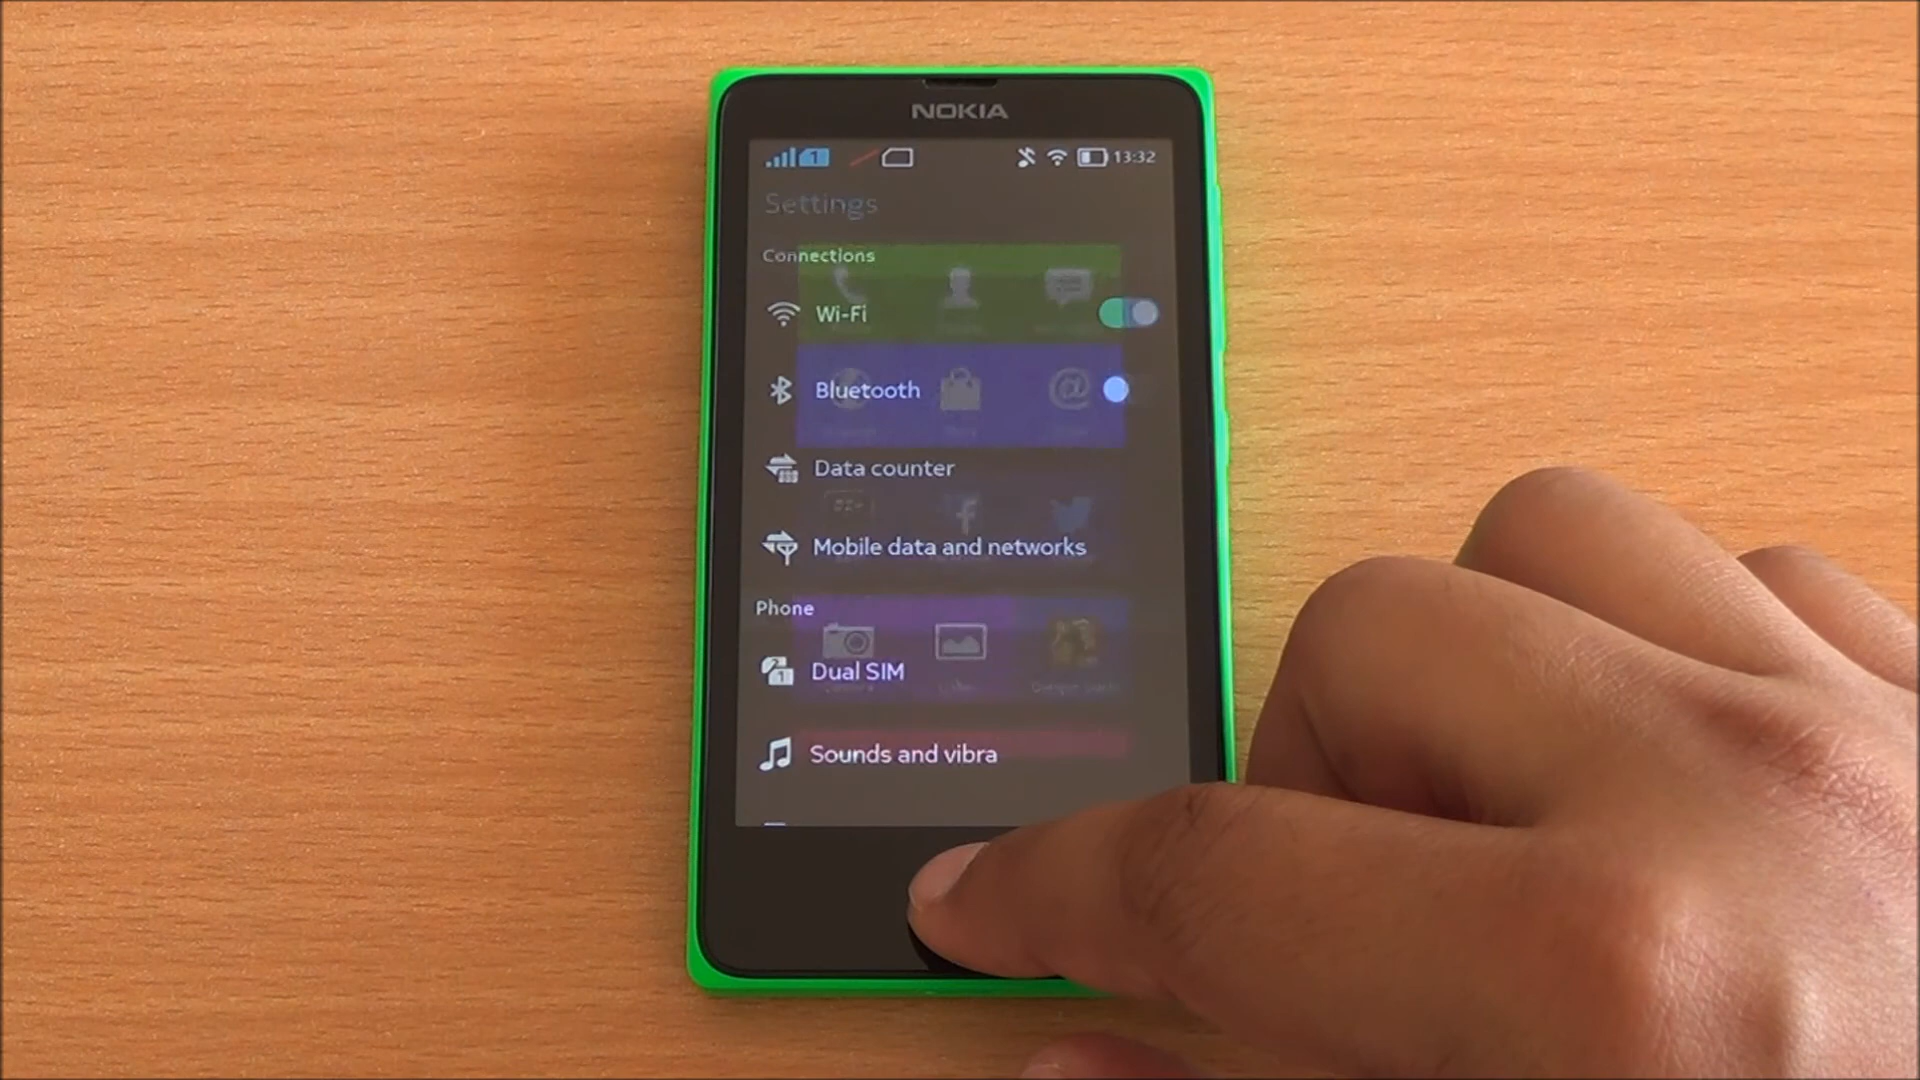 NOKIA
1 13:32
Settings
Connections
Wi-Fi
Bluetooth
Data counter
Mobile data and networks
Phone
Dual SIM
Sounds and vibra